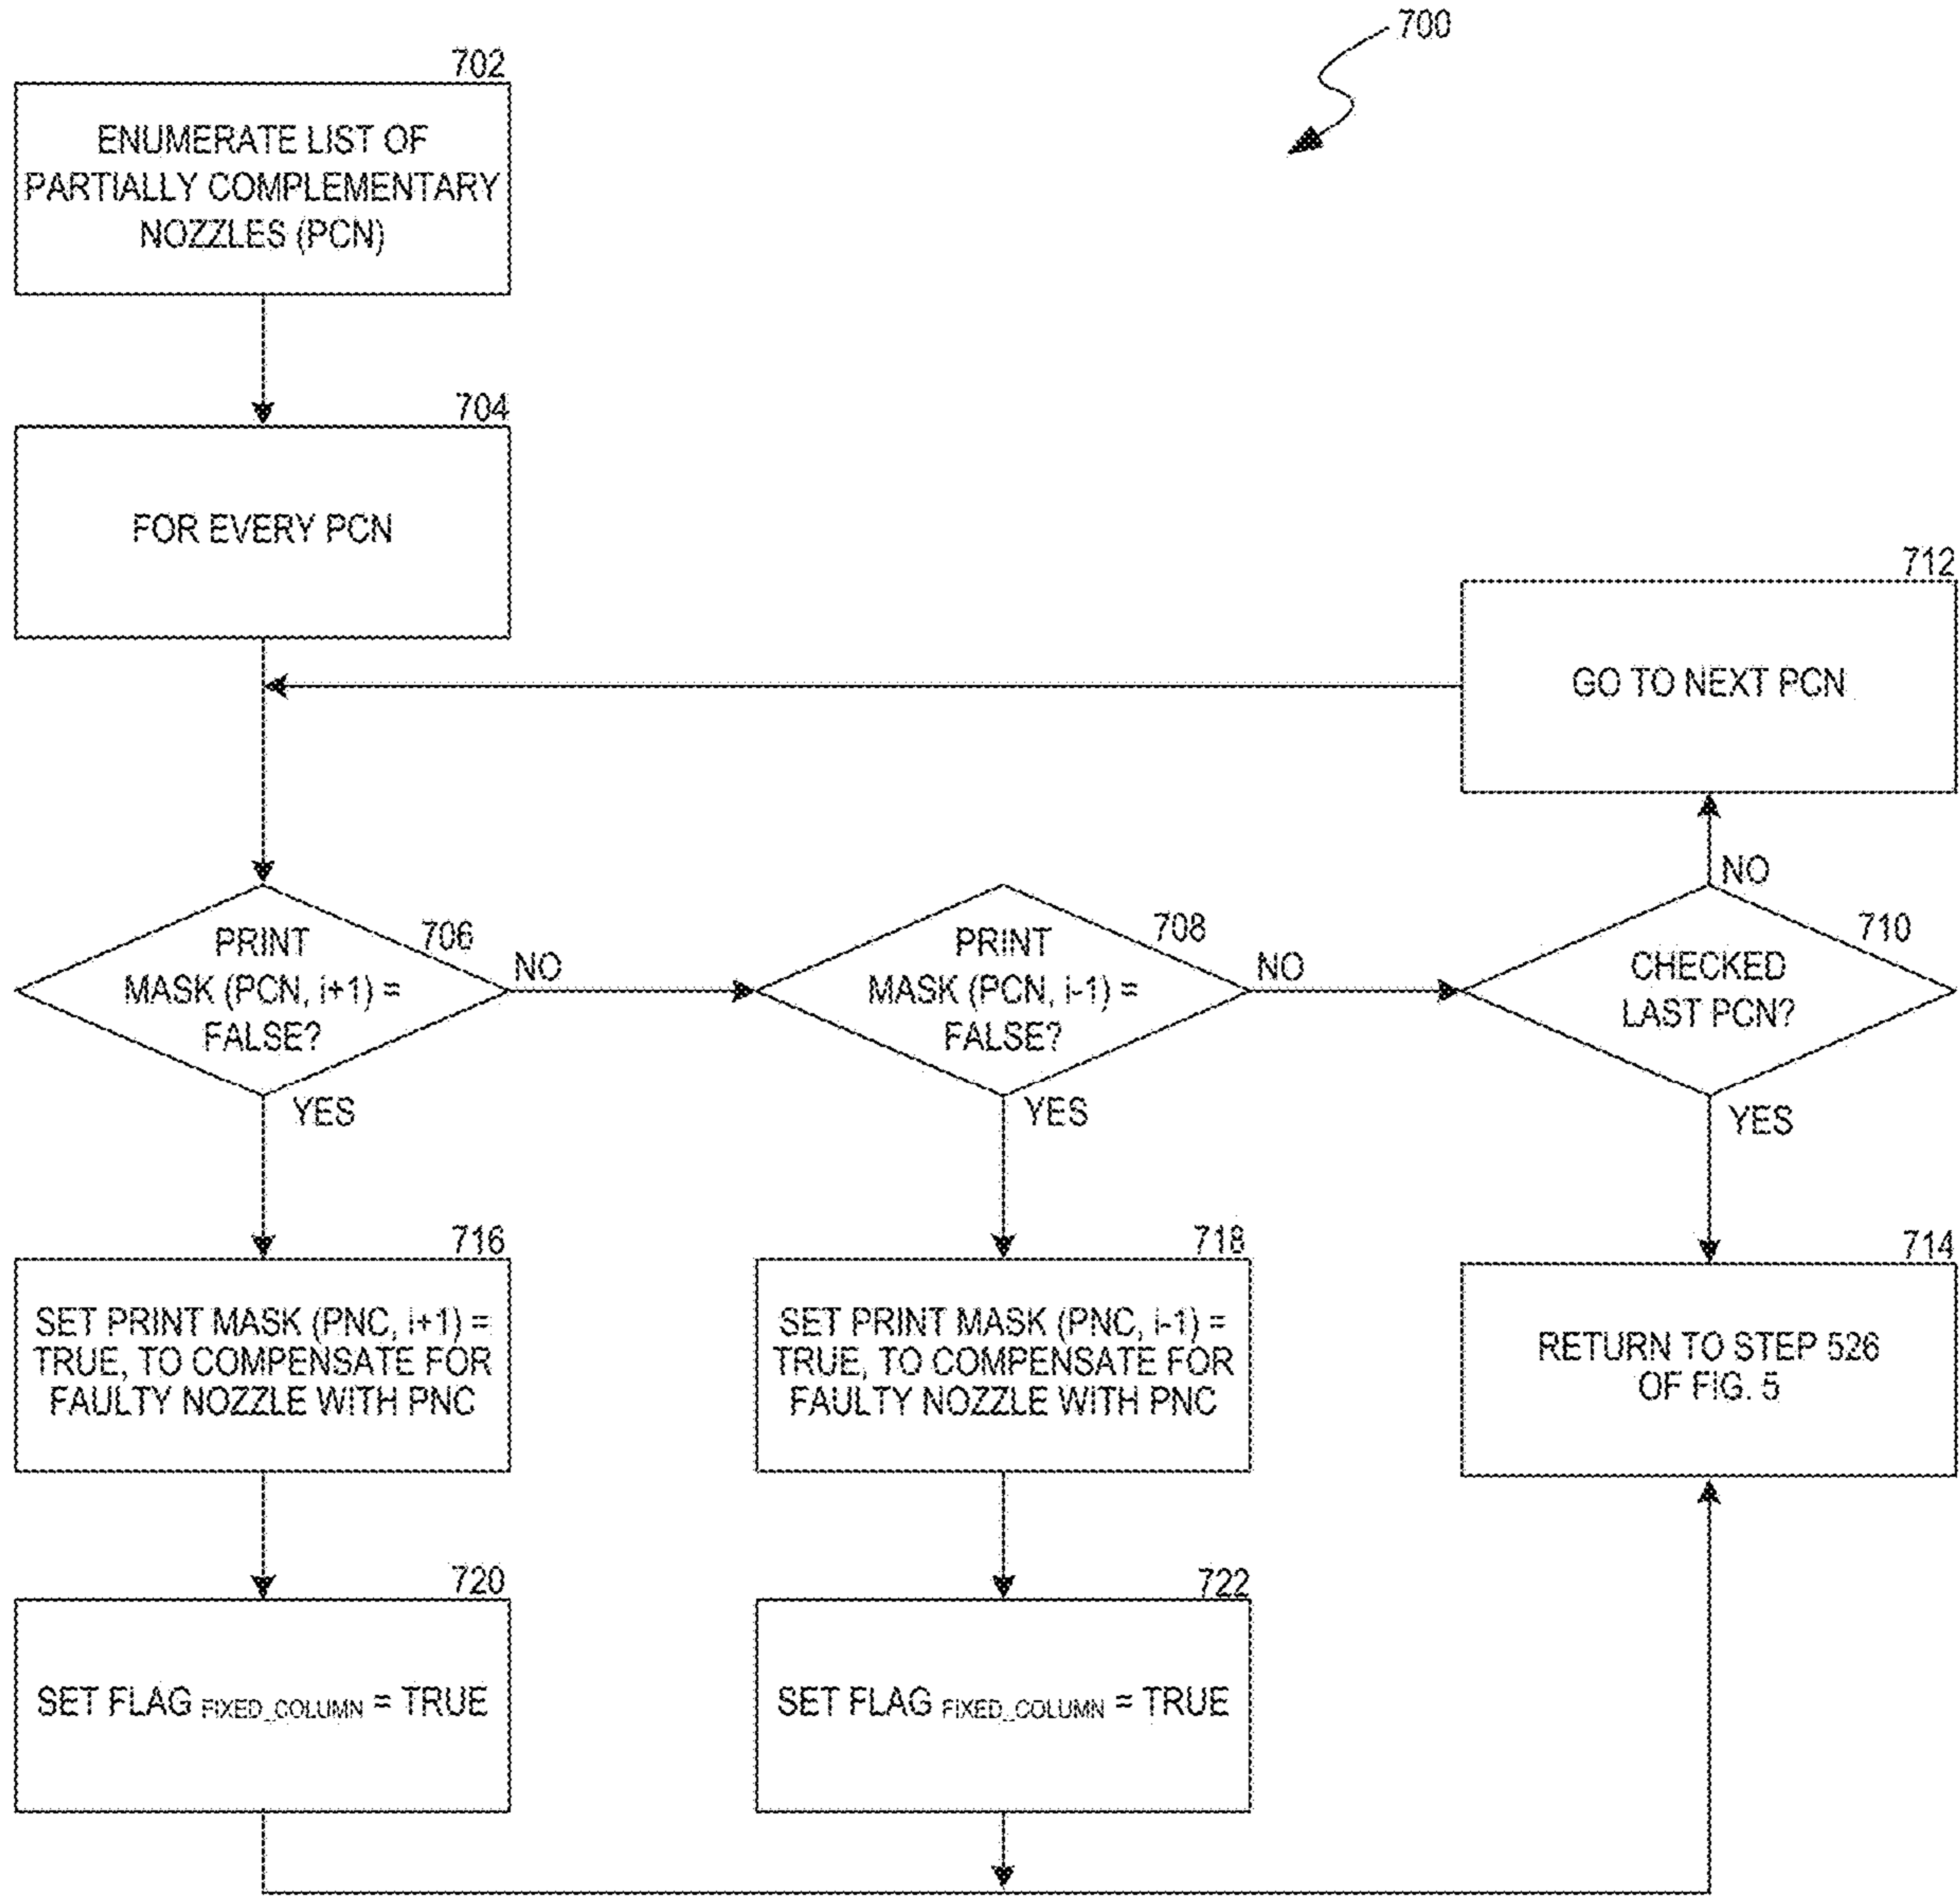 700
702
ENUMERATE LIST OF
PARTIALLY COMPLEMENTARY
NOZZLES (PCN)
704
FOR EVERY PCN
712
GO TO NEXT PCN
706
PRINT
MASK (PCN, i+1) =
FALSE?
NO
YES
708
PRINT
MASK (PCN, i-1) =
FALSE?
NO
YES
710
CHECKED
LAST PCN?
NO
YES
716
SET PRINT MASK (PNC, i+1) =
TRUE, TO COMPENSATE FOR
FAULTY NOZZLE WITH PNC
718
SET PRINT MASK (PNC, i-1) =
TRUE, TO COMPENSATE FOR
FAULTY NOZZLE WITH PNC
714
RETURN TO STEP 526
OF FIG. 5
720
SET FLAG FIXED_COLUMN = TRUE
722
SET FLAG FIXED_COLUMN = TRUE